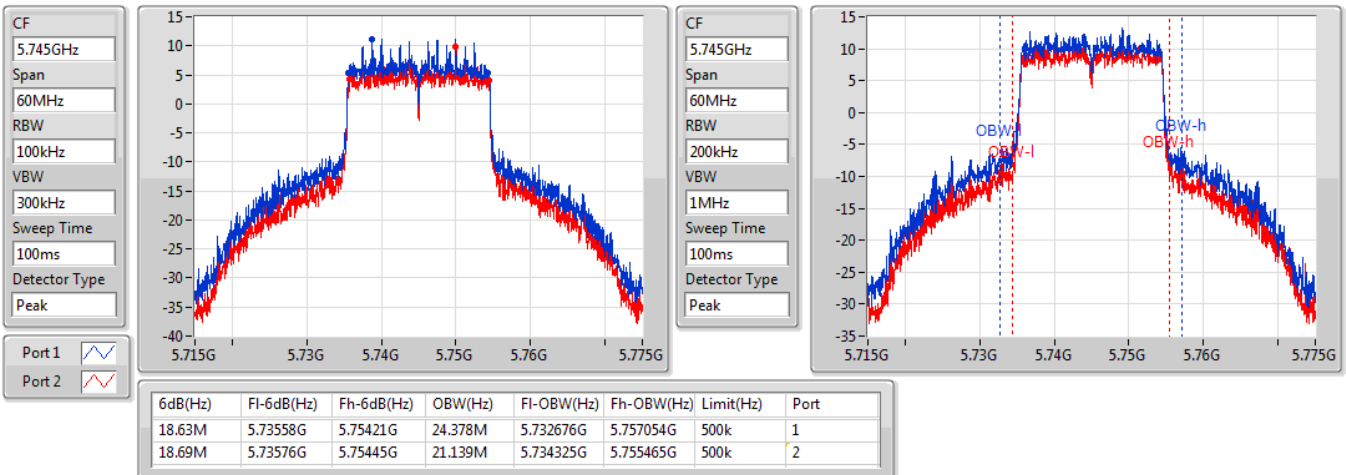 CF
5.745GHz
Span
60MHz
RBW
100kHz
VBW
300kHz
Sweep Time
100ms
Detector Type
Peak
Port 1
Port 2
15
10
5
0
-5
-10
-15
-20
-25
-30
-35
-40
5.715G 5.73G 5.74G 5.75G 5.76G 5.775G
CF
5.745GHz
Span
60MHz
RBW
200kHz
VBW
1MHz
Sweep Time
100ms
Detector Type
Peak
15
10
5
0
-5
-10
-15
-20
-25
-30
-35
OBW-l
OBW-l
OBW-h
OBW-h
5.715G 5.73G 5.74G 5.75G 5.76G 5.775G
6dB(Hz) Fl-6dB(Hz) Fh-6dB(Hz) OBW(Hz) Fl-OBW(Hz) Fh-OBW(Hz) Limit(Hz) Port
18.63M 5.73558G 5.75421G 24.378M 5.732676G 5.757054G 500k 1
18.69M 5.73576G 5.75445G 21.139M 5.734325G 5.755465G 500k 2